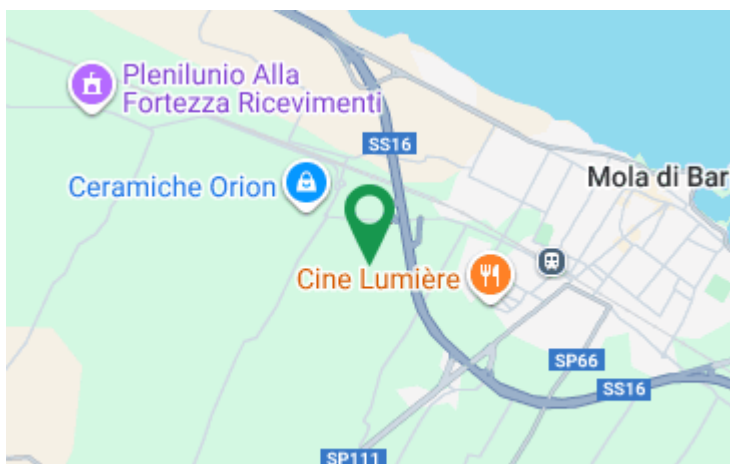 Plenilunio Alla
Fortezza Ricevimenti
SS16
Ceramiche Orion
Mola di Bar
Cine Lumière
SP66
SS16
SP111